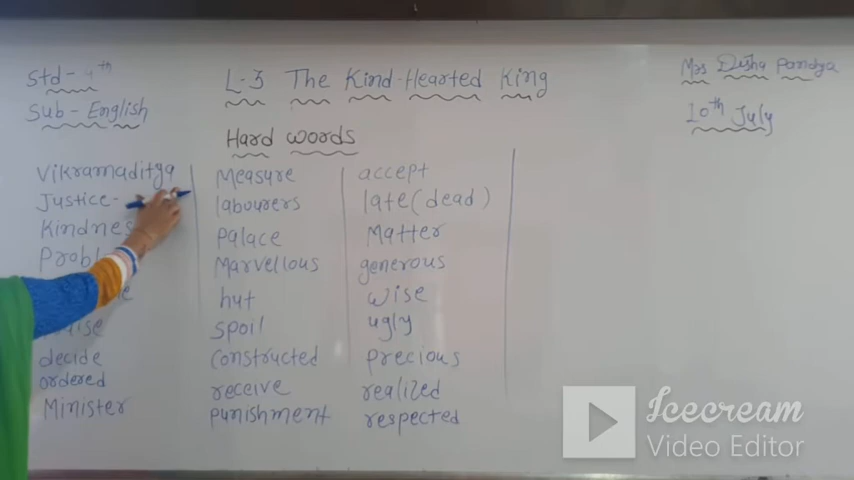 Std- 4th
Sub- English
L-3 The Kind-Hearted King
Mrs Disha Pandya
10th July
Hard words
Vikramaditya
Justice-
Kindnes
Probl
decide
ordered
Minister
Measure
labourers
Palace
Marvellous
hut
spoil
Constructed
receive
punishment
accept
late (dead)
Matter
generous
wise
ugly
Precious
realized
respected
Icecream
Video Editor